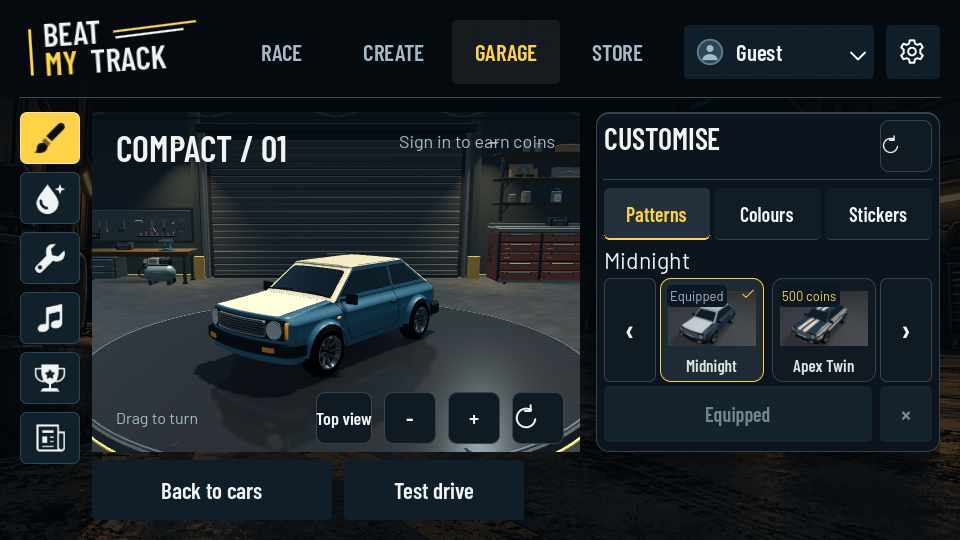 BEAT
MY TRACK
RACE
CREATE
GARAGE
STORE
Guest
COMPACT / 01
Sign in to earn coins
CUSTOMISE
Patterns
Colours
Stickers
Midnight
Equipped
500 coins
Midnight
Apex Twin
Drag to turn
Top view
-
+
Equipped
×
Back to cars
Test drive